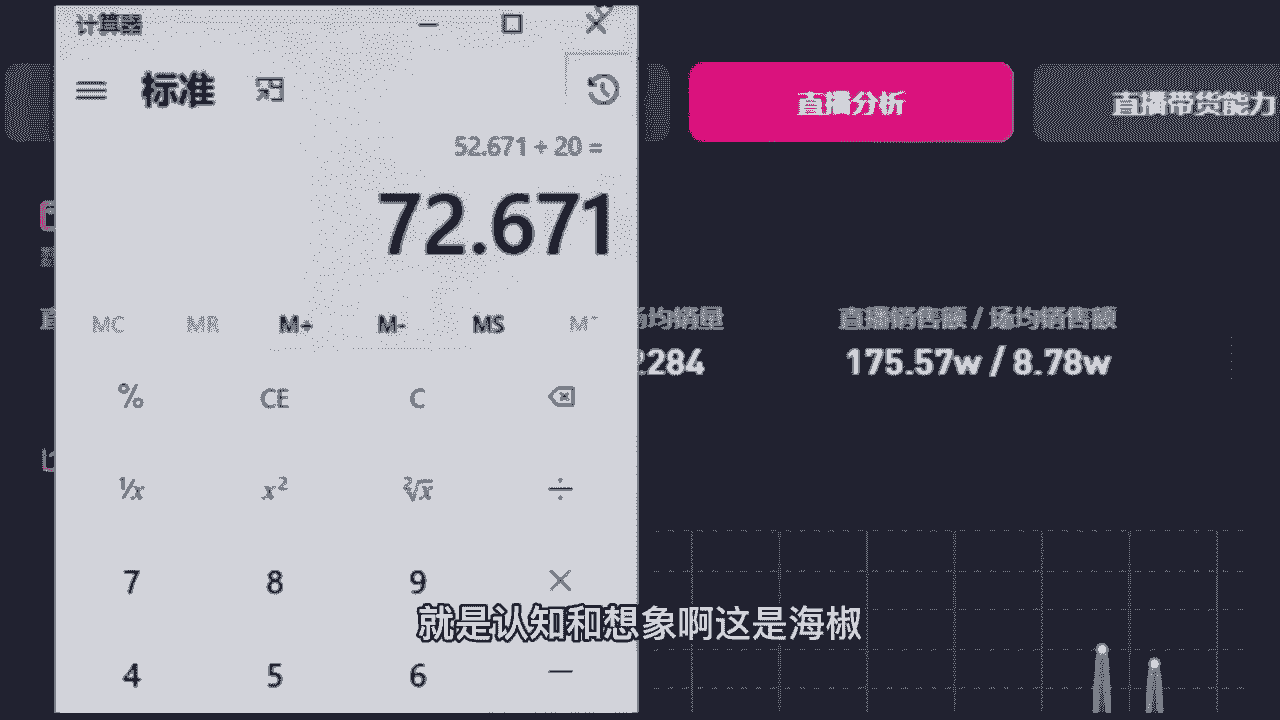 计算器
标准
直播分析
直播带货能力
52.671 + 20 =
72.671
MC MR M+ M- MS M
场均销量
直播销售额 / 场均销售额
2284
175.57w / 8.78w
% CE C
⅟x x² ²√x ÷
7 8 9 ×
就是认知和想象啊这是海椒
4 5 6 −